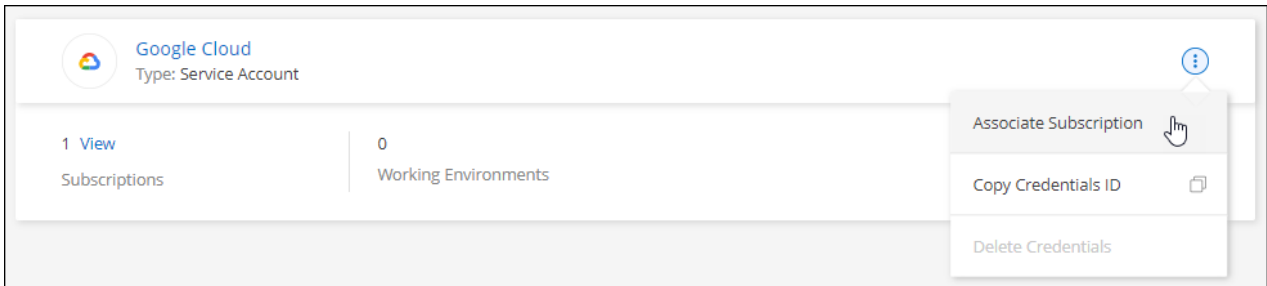 Google Cloud
Type: Service Account
Associate Subscription
1 View
0
Subscriptions
Working Environments
Copy Credentials ID
Delete Credentials